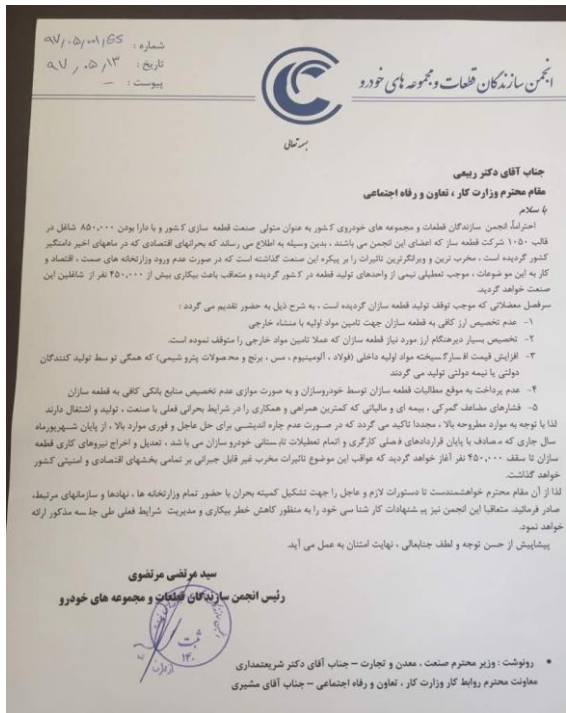 شماره : ۹۷/۰۵/۰۰۱/GS
تاریخ : ۹۷/۰۵/۱۳
پیوست : —
انجمن سازندگان قطعات و مجموعه های خودرو
بسمه تعالی
جناب آقای دکتر ربیعی
مقام محترم وزارت کار ، تعاون و رفاه اجتماعی
با سلام
احتراماً، انجمن سازندگان قطعات و مجموعه های خودروی کشور به عنوان متولی صنعت قطعه سازی کشور و با دارا بودن ۸۵۰,۰۰۰ شاغل در
قالب ۱۰۵۰ شرکت قطعه ساز که اعضای این انجمن می باشند ، بدین وسیله به اطلاع می رساند که بحرانهای اقتصادی که در ماههای اخیر دامنگیر
کشور گردیده است ، مخرب ترین و ویرانگرترین تاثیرات را بر پیکره این صنعت گذاشته است که در صورت عدم ورود وزارتخانه های صمت ، اقتصاد و
کار به این موضوعات ، موجب تعطیلی نیمی از واحدهای تولید قطعه در کشور گردیده و متعاقب باعث بیکاری بیش از ۴۵۰,۰۰۰ نفر از شاغلین این
صنعت خواهد گردید.
سرفصل معضلاتی که موجب توقف تولید قطعه سازان گردیده است ، به شرح ذیل به حضور تقدیم می گردد :
۱- عدم تخصیص ارز کافی به قطعه سازان جهت تامین مواد اولیه با منشاء خارجی
۲- تخصیص بسیار دیرهنگام ارز مورد نیاز قطعه سازان که عملا تامین مواد خارجی را متوقف نموده است.
۳- افزایش قیمت افسارگسیخته مواد اولیه داخلی (فولاد ، آلومینیوم ، مس ، برنج و محصولات پتروشیمی) که همگی توسط تولید کنندگان
دولتی یا نیمه دولتی تولید می گردند
۴- عدم پرداخت به موقع مطالبات قطعه سازان توسط خودروسازان و به صورت موازی عدم تخصیص منابع بانکی کافی به قطعه سازان
۵- فشارهای مضاعف گمرکی ، بیمه ای و مالیاتی که کمترین همراهی و همکاری را در شرایط بحرانی فعلی با صنعت ، تولید و اشتغال دارند
لذا با توجه به موارد مطروحه بالا ، مجددا تاکید می گردد که در صورت عدم چاره اندیشی برای حل عاجل و فوری موارد بالا ، از پایان شهریورماه
سال جاری که مصادف با پایان قراردادهای فصلی کارگری و اتمام تعطیلات تابستانی خودرو سازان می باشد ، تعدیل و اخراج نیروهای کاری قطعه
سازان تا سقف ۴۵۰,۰۰۰ نفر آغاز خواهد گردید که عواقب این موضوع تاثیرات مخرب غیر قابل جبرانی بر تمامی بخشهای اقتصادی و امنیتی کشور
خواهد گذاشت.
لذا از آن مقام محترم خواهشمندست تا دستورات لازم و عاجل را جهت تشکیل کمیته بحران با حضور تمام وزارتخانه ها ، نهادها و سازمانهای مرتبط،
صادر فرمائید. متعاقبا این انجمن نیز پیشنهادات کارشناسی خود را به منظور کاهش خطر بیکاری و مدیریت شرایط فعلی طی جلسه مذکور ارائه
خواهد نمود.
پیشاپیش از حسن توجه و لطف جنابعالی ، نهایت امتنان به عمل می آید.
سید مرتضی مرتضوی
رئیس انجمن سازندگان قطعات و مجموعه های خودرو
ثبت
• رونوشت : وزیر محترم صنعت ، معدن و تجارت – جناب آقای دکتر شریعتمداری
معاونت محترم روابط کار وزارت کار ، تعاون و رفاه اجتماعی – جناب آقای مشیری